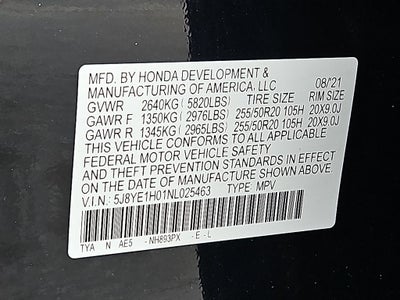 MFD. BY HONDA DEVELOPMENT &
MANUFACTURING OF AMERICA, LLC 08/21
GVWR 2640KG ( 5820LBS) TIRE SIZE RIM SIZE
GAWR F 1350KG ( 2976LBS) 255/50R20 105H 20X9.0J
GAWR R 1345KG ( 2965LBS) 255/50R20 105H 20X9.0J
THIS VEHICLE CONFORMS TO ALL APPLICABLE
FEDERAL MOTOR VEHICLE SAFETY
AND THEFT PREVENTION STANDARDS IN EFFECT ON
THE DATE OF MANUFACTURE SHOWN ABOVE.
V.I.N.: 5J8YE1H01NL025463 TYPE: MPV
TYA N AE5 -NH893PX -E -L